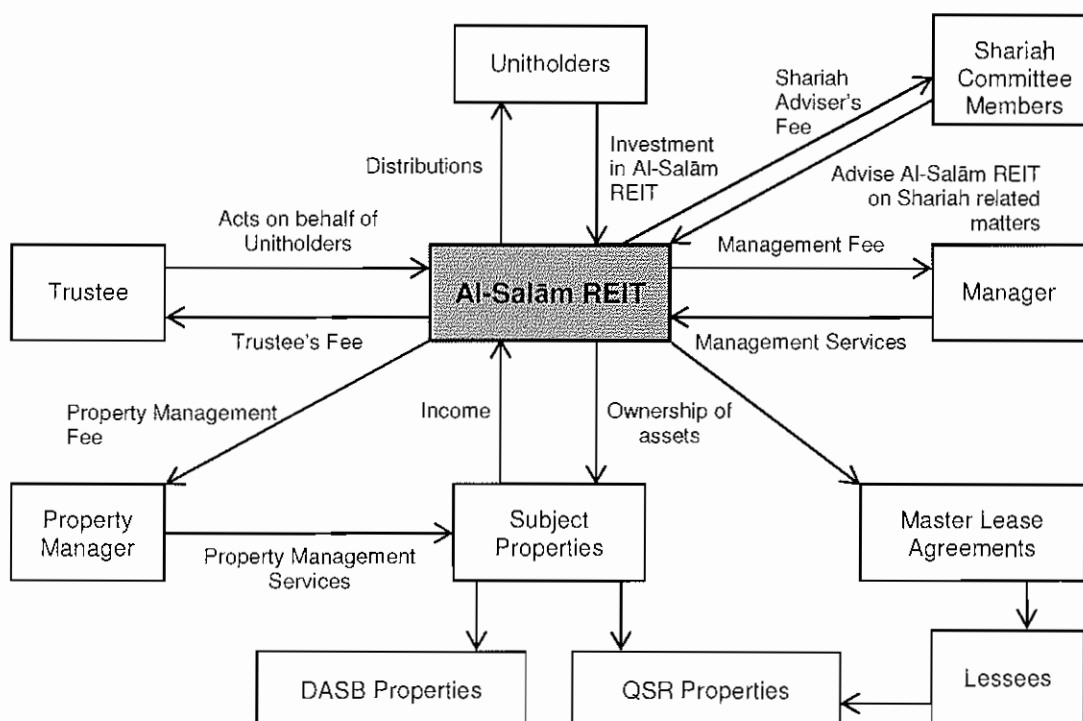 Unitholders
Shariah
Committee
Members
Shariah
Adviser's
Fee
Distributions
Investment
in Al-Salām
REIT
Advise Al-Salām REIT
on Shariah related
matters
Acts on behalf of
Unitholders
Management Fee
Trustee
Al-Salām REIT
Manager
Trustee's Fee
Management Services
Property Management
Fee
Income
Ownership of
assets
Property
Manager
Property Management
Services
Subject
Properties
Master Lease
Agreements
DASB Properties
QSR Properties
Lessees